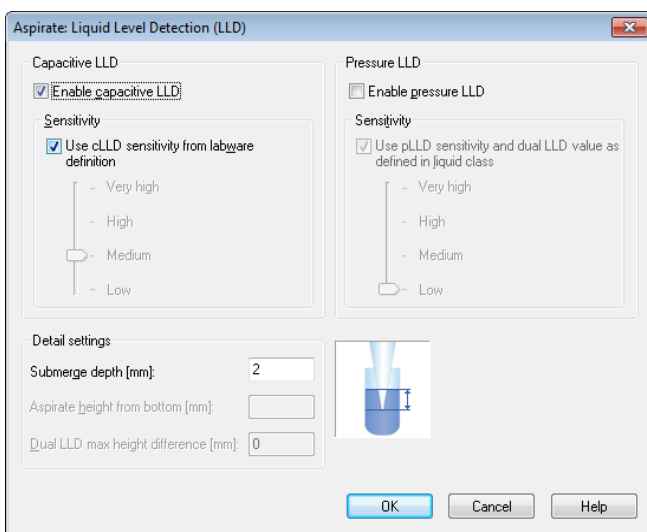 Aspirate: Liquid Level Detection (LLD)
Capacitive LLD
Enable capacitive LLD
Sensitivity
Use cLLD sensitivity from labware
definition
Very high
High
Medium
Low
Pressure LLD
Enable pressure LLD
Sensitivity
Use pLLD sensitivity and dual LLD value as
defined in liquid class
Very high
High
Medium
Low
Detail settings
Submerge depth [mm]: 2
Aspirate height from bottom [mm]:
Dual LLD max height difference [mm]: 0
OK Cancel Help